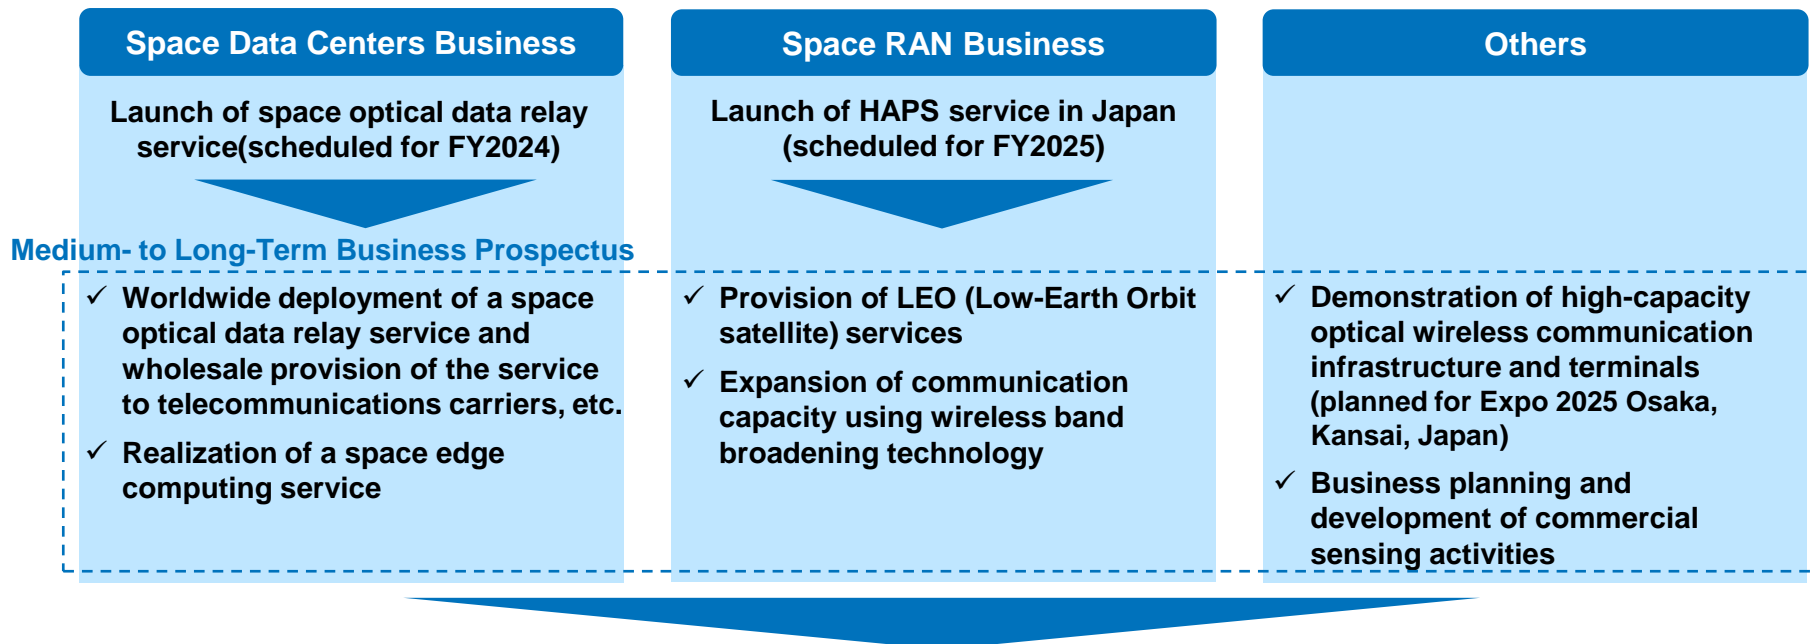 Space Data Centers Business
Launch of space optical data relay
service(scheduled for FY2024)
Space RAN Business
Launch of HAPS service in Japan
(scheduled for FY2025)
Others
Medium- to Long-Term Business Prospectus
✓ Worldwide deployment of a space
optical data relay service and
wholesale provision of the service
to telecommunications carriers, etc.
✓ Realization of a space edge
computing service
✓ Provision of LEO (Low-Earth Orbit
satellite) services
✓ Expansion of communication
capacity using wireless band
broadening technology
✓ Demonstration of high-capacity
optical wireless communication
infrastructure and terminals
(planned for Expo 2025 Osaka,
Kansai, Japan)
✓ Business planning and
development of commercial
sensing activities